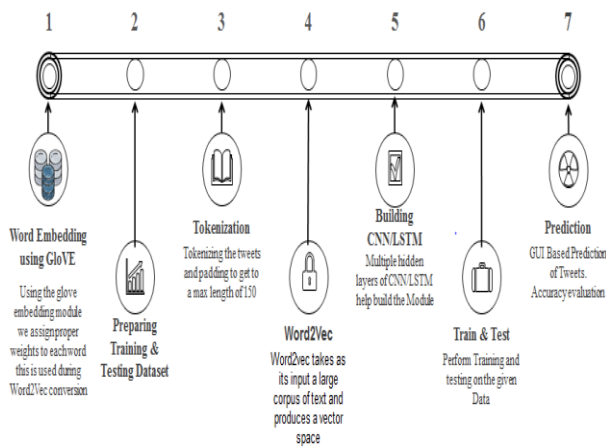 1 2 3 4 5 6 7
Word Embedding
using GloVE
Using the glove
embedding module
we assign proper
weights to each word
this is used during
Word2Vec conversion
Preparing
Training &
Testing Dataset
Tokenization
Tokenizing the tweets
and padding to get to
a max length of 150
Word2Vec
Word2vec takes as
its input a large
corpus of text and
produces a vector
space
Building
CNN/LSTM
Multiple hidden
layers of CNN/LSTM
help build the Module
Train & Test
Perform Training and
testing on the given
Data
Prediction
GUI Based Prediction
of Tweets.
Accuracy evaluation